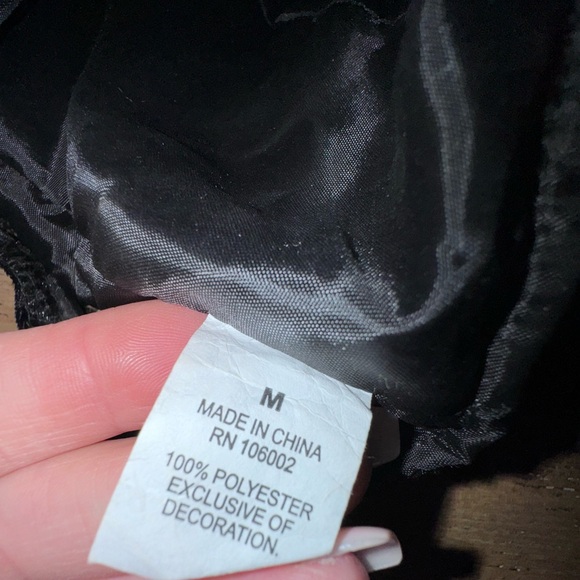 M
MADE IN CHINA
RN 106002
100% POLYESTER
EXCLUSIVE OF
DECORATION.